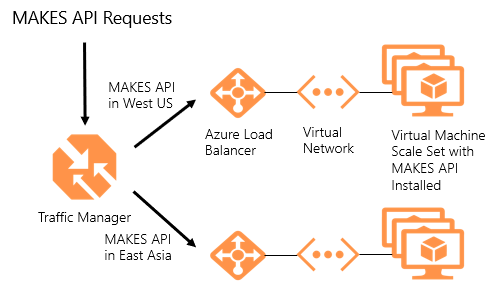 MAKES API Requests
MAKES API
in West US
Azure Load
Balancer
Virtual
Network
Virtual Machine
Scale Set with
MAKES API
Installed
Traffic Manager
MAKES API
in East Asia